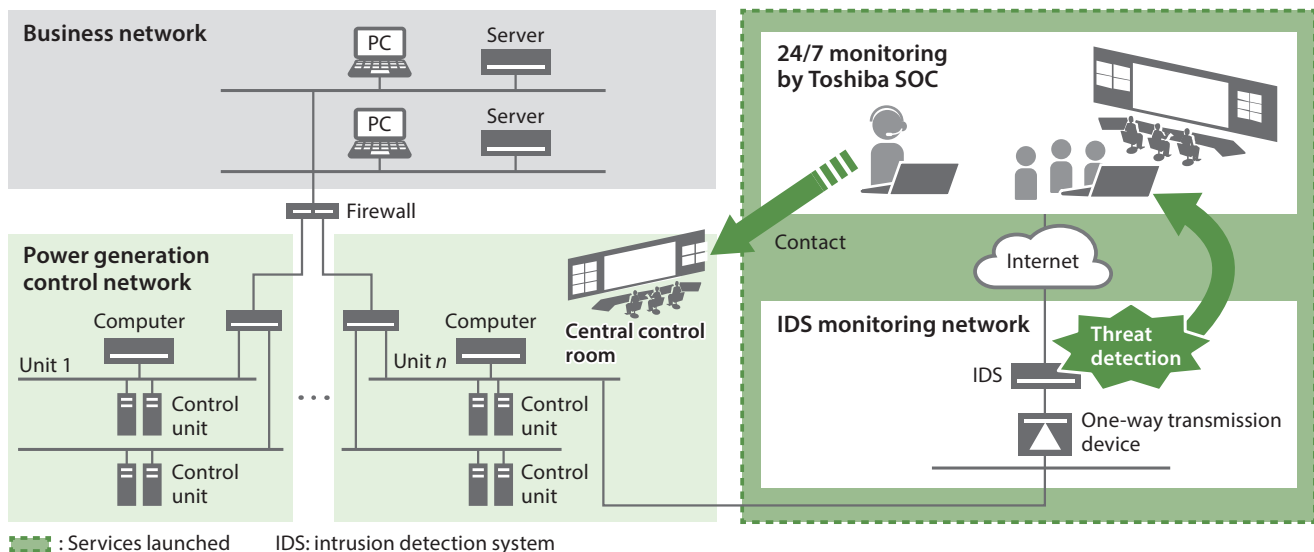 Business network
PC
Server
PC
Server
Firewall
Power generation
control network
Computer
Unit 1
Control
unit
Control
unit
...
Central control
room
Computer
Unit n
Control
unit
Control
unit
24/7 monitoring
by Toshiba SOC
Contact
Internet
IDS monitoring network
Threat
detection
IDS
One-way transmission
device
: Services launched
IDS: intrusion detection system